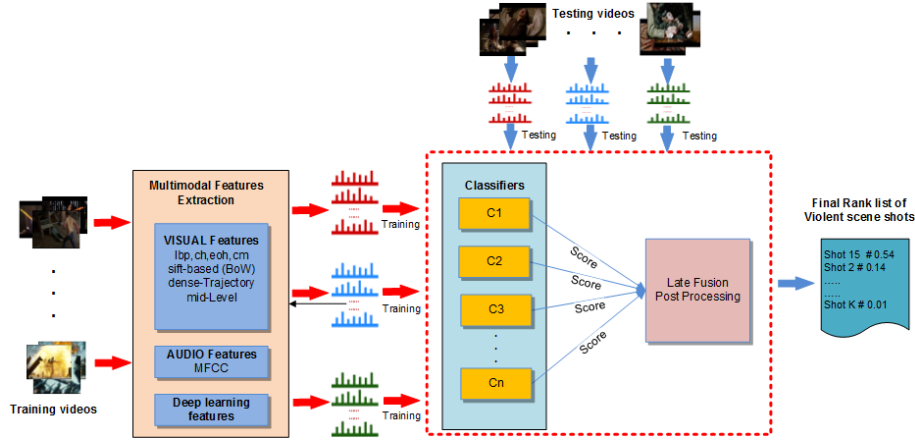 Testing videos
Testing
Testing
Testing
Multimodal Features
Extraction
VISUAL Features
lbp,ch,eoh,cm
sift-based (BoW)
dense-Trajectory
mid-Level
AUDIO Features
MFCC
Deep learning
features
Training videos
Training
Training
Training
Classifiers
C1
C2
C3
Cn
Score
Score
Score
Score
Late Fusion
Post Processing
Final Rank list of
Violent scene shots
Shot 15 # 0.54
Shot 2 # 0.14
.....
.....
Shot K # 0.01